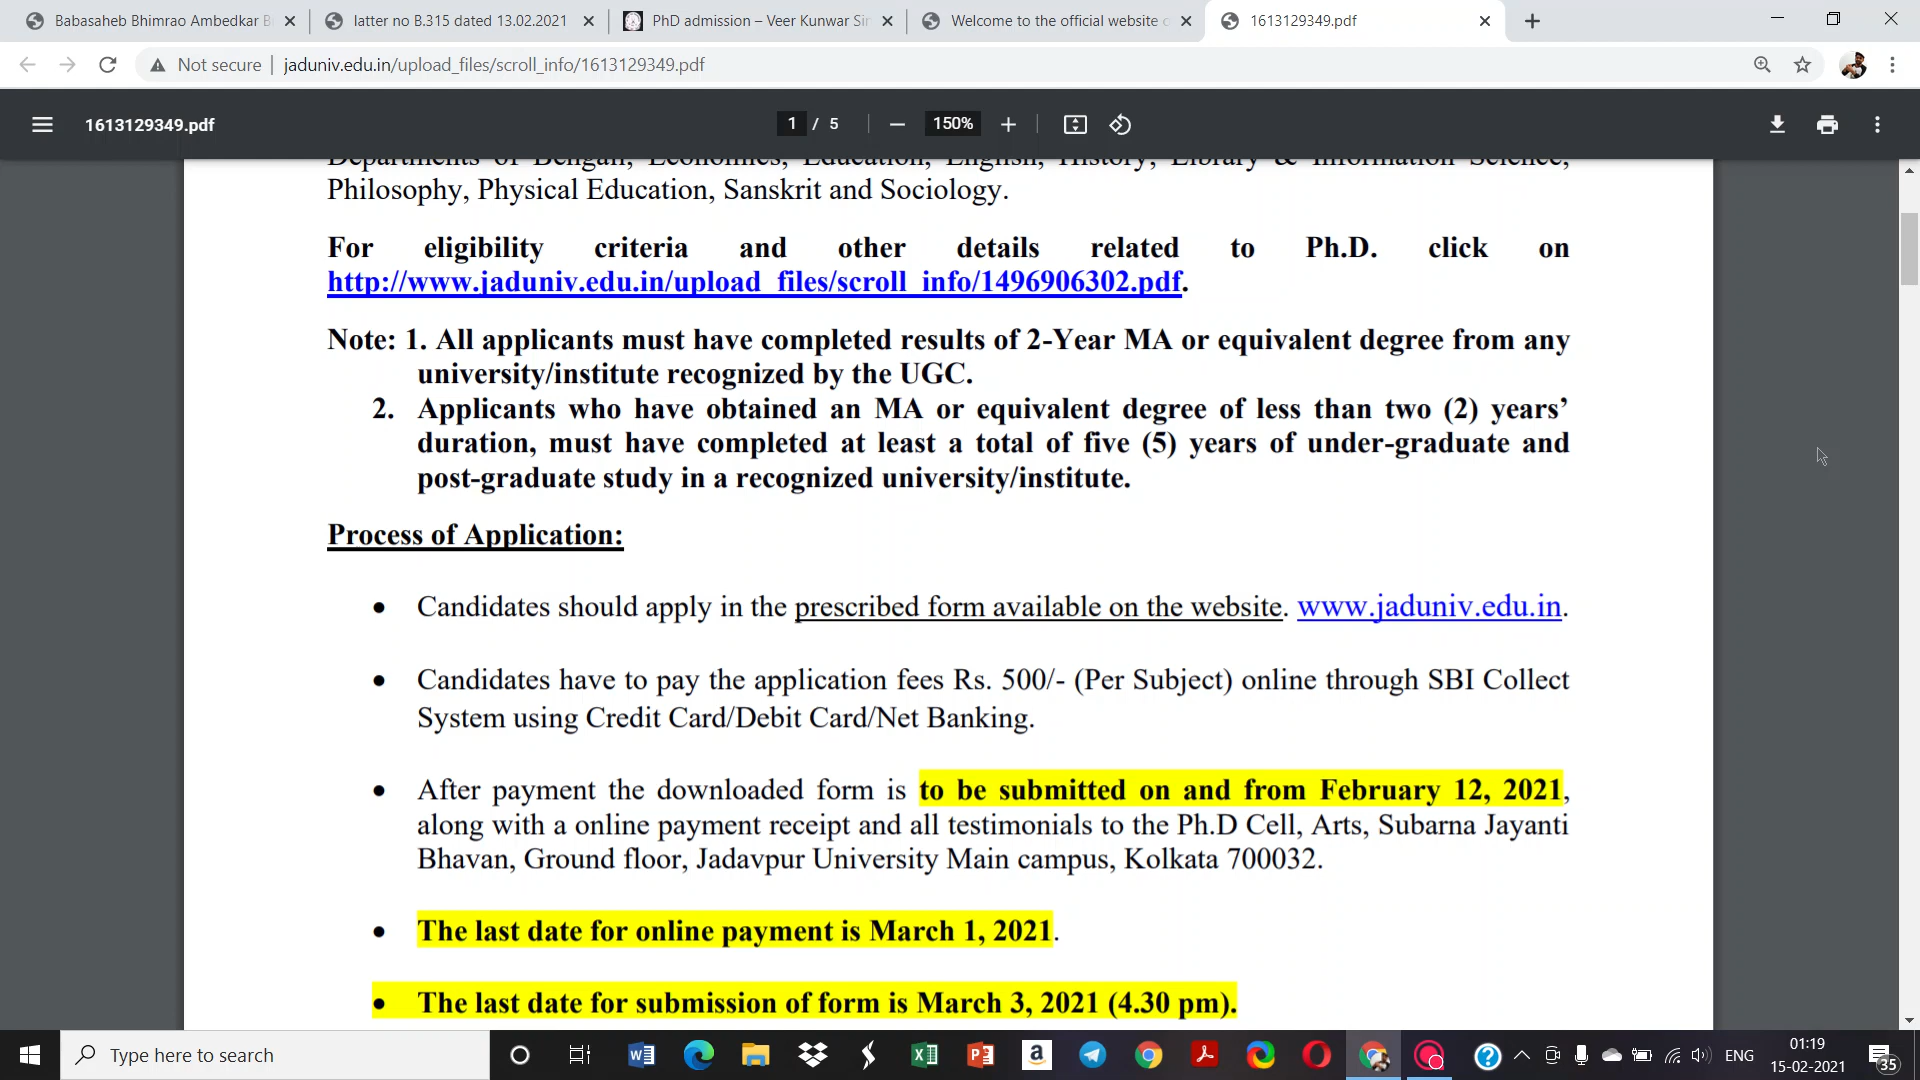 Babasaheb Bhimrao Ambedkar B
latter no B.315 dated 13.02.2021
PhD admission – Veer Kunwar Sin
Welcome to the official website o
1613129349.pdf
Not secure
jaduniv.edu.in/upload_files/scroll_info/1613129349.pdf
1613129349.pdf
1 / 5
150%
Departments of Bengali, Economics, Education, English, History, Library & Information Science,
Philosophy, Physical Education, Sanskrit and Sociology.
For eligibility criteria and other details related to Ph.D. click on
http://www.jaduniv.edu.in/upload_files/scroll_info/1496906302.pdf.
Note: 1. All applicants must have completed results of 2-Year MA or equivalent degree from any
university/institute recognized by the UGC.
2. Applicants who have obtained an MA or equivalent degree of less than two (2) years’
duration, must have completed at least a total of five (5) years of under-graduate and
post-graduate study in a recognized university/institute.
Process of Application:
• Candidates should apply in the prescribed form available on the website. www.jaduniv.edu.in.
• Candidates have to pay the application fees Rs. 500/- (Per Subject) online through SBI Collect
System using Credit Card/Debit Card/Net Banking.
• After payment the downloaded form is to be submitted on and from February 12, 2021,
along with a online payment receipt and all testimonials to the Ph.D Cell, Arts, Subarna Jayanti
Bhavan, Ground floor, Jadavpur University Main campus, Kolkata 700032.
• The last date for online payment is March 1, 2021.
• The last date for submission of form is March 3, 2021 (4.30 pm).
Type here to search
ENG
01:19
15-02-2021
35